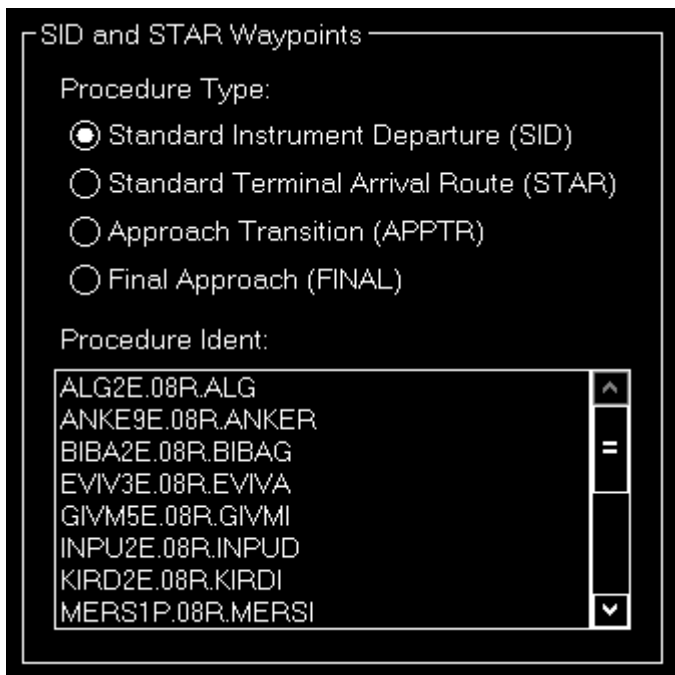 SID and STAR Waypoints
Procedure Type:
Standard Instrument Departure (SID)
Standard Terminal Arrival Route (STAR)
Approach Transition (APPTR)
Final Approach (FINAL)
Procedure Ident:
ALG2E.08R.ALG
ANKE9E.08R.ANKER
BIBA2E.08R.BIBAG
EVIV3E.08R.EVIVA
GIVM5E.08R.GIVMI
INPU2E.08R.INPUD
KIRD2E.08R.KIRDI
MERS1P.08R.MERSI